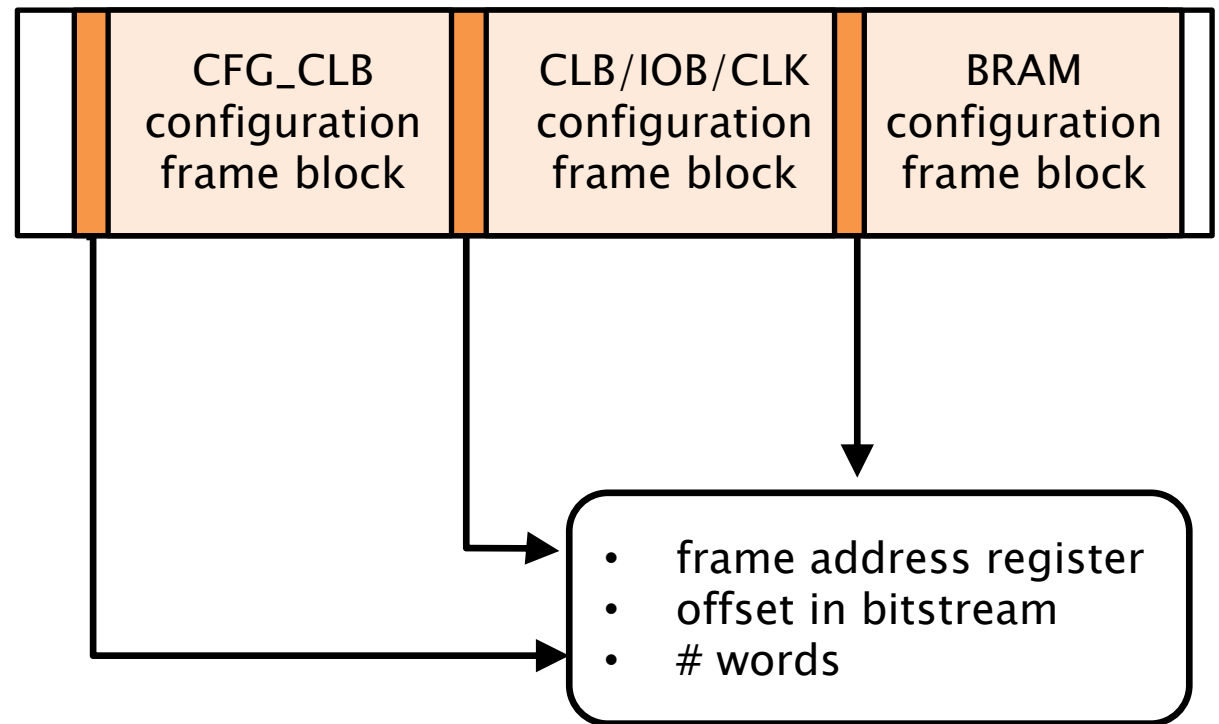 CFG_CLB
configuration
frame block
CLB/IOB/CLK
configuration
frame block
BRAM
configuration
frame block
• frame address register
• offset in bitstream
• # words